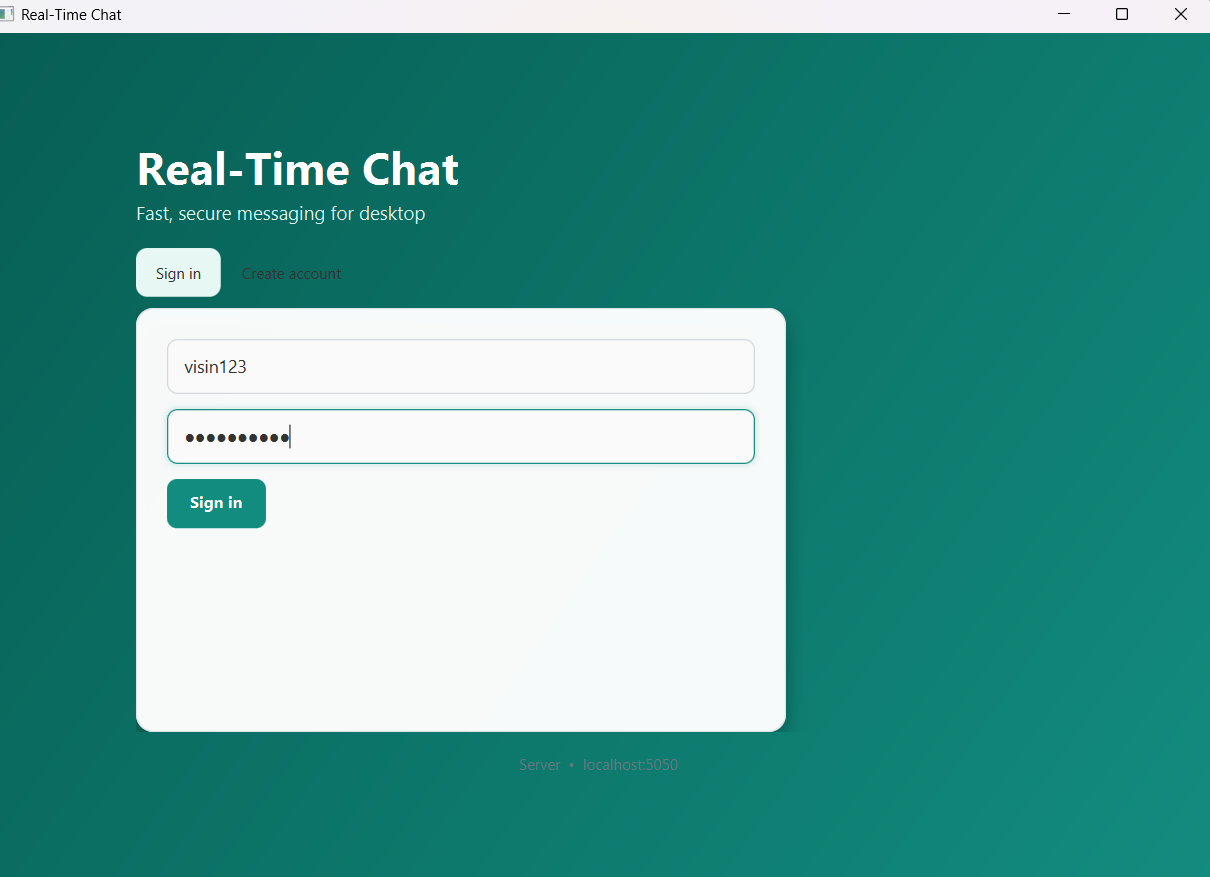 Real-Time Chat
Real-Time Chat
Fast, secure messaging for desktop
Sign in Create account
visin123
●●●●●●●●●●
Sign in
Server • localhost:5050